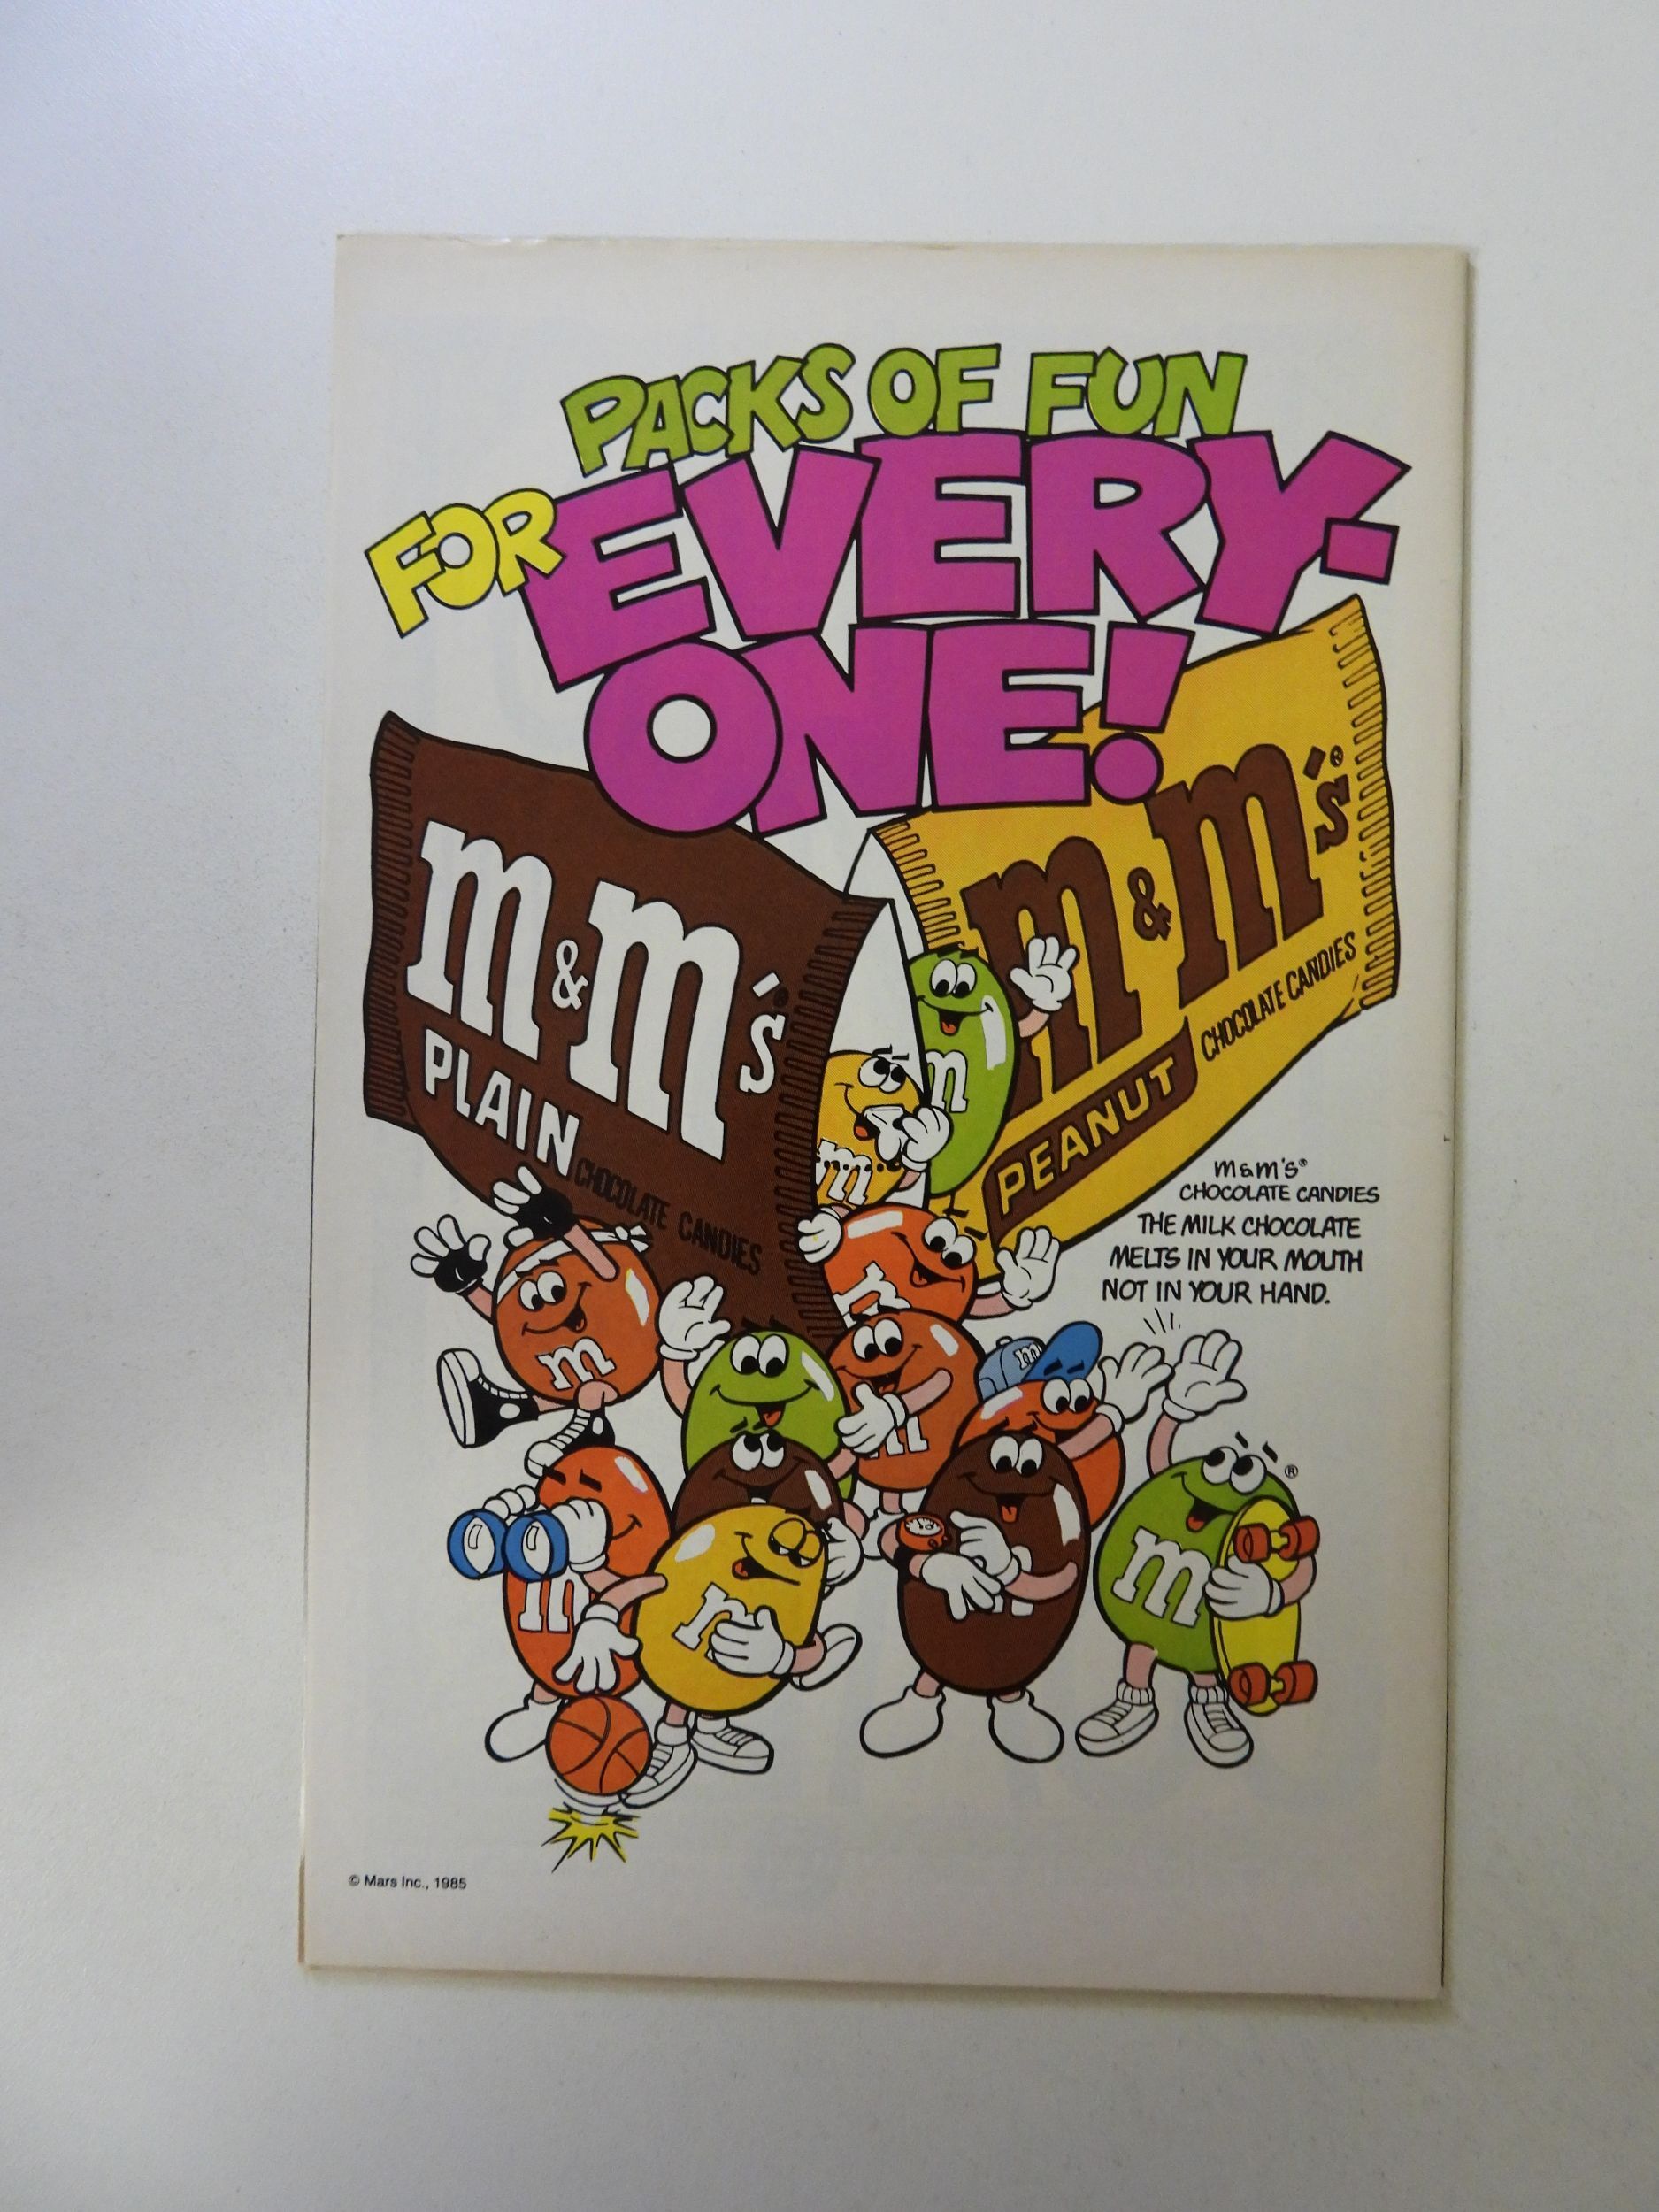 PACKS OF FUN
FOR EVERY-
ONE!
m&m's®
PLAIN
CHOCOLATE CANDIES
m&m's®
PEANUT
CHOCOLATE CANDIES
m
m
m&m's®
CHOCOLATE CANDIES
THE MILK CHOCOLATE
MELTS IN YOUR MOUTH
NOT IN YOUR HAND.
m
m
m
m
m
m
m
m
®
© Mars Inc., 1985